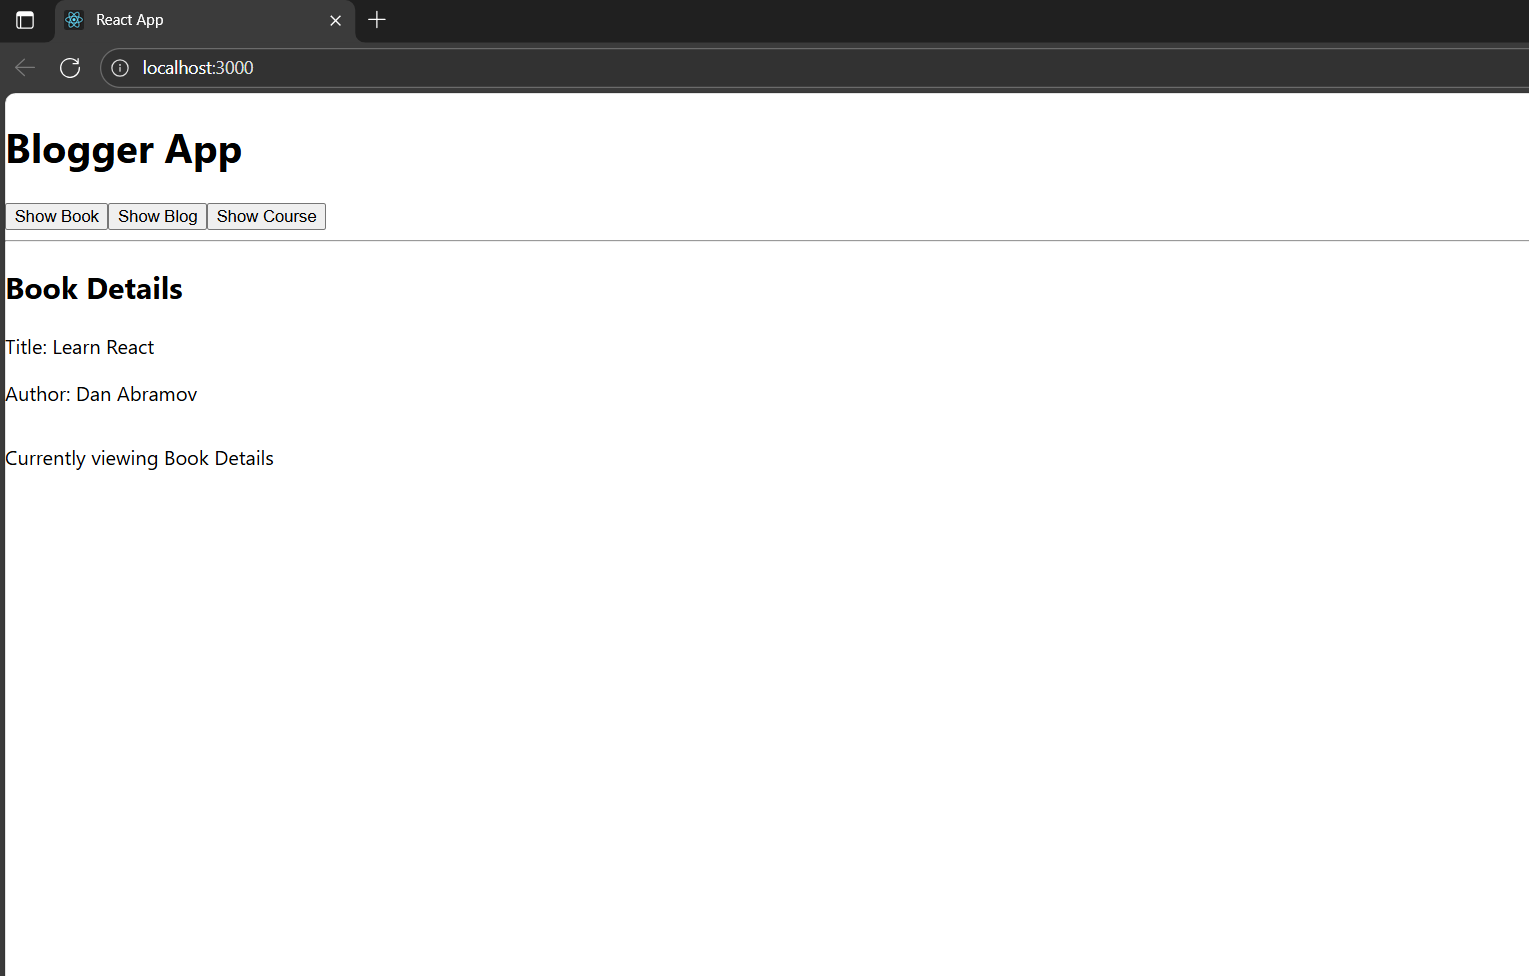 React App
localhost:3000
Blogger App
Show Book Show Blog Show Course
Book Details
Title: Learn React
Author: Dan Abramov
Currently viewing Book Details